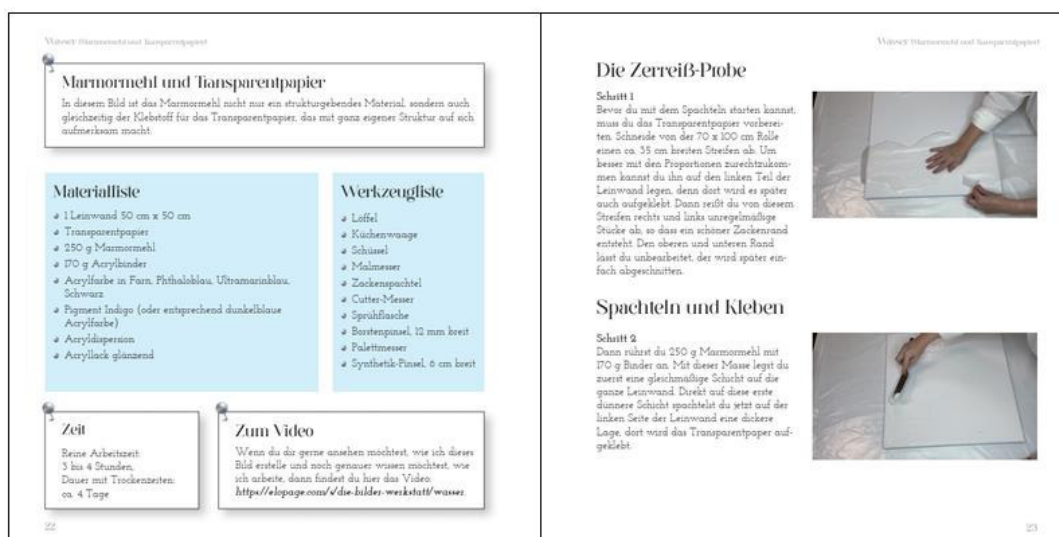 Wasser Marmormehl und Transparentpapier
Marmormehl und Transparentpapier
In diesem Bild ist das Marmormehl nicht nur ein strukturgebendes Material, sondern auch
gleichzeitig der Klebstoff für das Transparentpapier, das mit ganz eigener Struktur auf sich
aufmerksam macht.
Materialliste
1 Leinwand 50 cm x 50 cm
Transparentpapier
250 g Marmormehl
170 g Acrylbinder
Acrylfarbe in Farn, Phthaloblau, Ultramarinblau,
Schwarz
Pigment Indigo (oder entsprechend dunkelblaue
Acrylfarbe)
Acryldispersion
Acryllack glänzend
Werkzeugliste
Löffel
Küchenwaage
Schüssel
Malmesser
Zackenspachtel
Cutter-Messer
Sprühflasche
Borstenpinsel, 12 mm breit
Palettmesser
Synthetik-Pinsel, 6 cm breit
Zeit
Reine Arbeitszeit:
3 bis 4 Stunden,
Dauer mit Trockenzeiten:
ca. 4 Tage
Zum Video
Wenn du dir gerne ansehen möchtest, wie ich dieses
Bild erstelle und noch genauer wissen möchtest, wie
ich arbeite, dann findest du hier das Video:
https://elopage.com/s/die-bilder-werkstatt/wasser
22
Wasser Marmormehl und Transparentpapier
Die Zerreiß-Probe
Schritt 1
Bevor du mit dem Spachteln starten kannst,
muss du das Transparentpapier vorberei-
ten. Schneide von der 70 x 100 cm Rolle
einen ca. 35 cm breiten Streifen ab. Um
besser mit den Proportionen zurechtzukom-
men kannst du ihn auf den linken Teil der
Leinwand legen, denn dort wird es später
auch aufgeklebt. Dann reißt du von diesem
Streifen rechts und links unregelmäßige
Stücke ab, so dass ein schöner Zackenrand
entsteht. Den oberen und unteren Rand
lässt du unbearbeitet, der wird später ein-
fach abgeschnitten.
Spachteln und Kleben
Schritt 2
Dann rührst du 250 g Marmormehl mit
170 g Binder an. Mit dieser Masse legst du
zuerst eine gleichmäßige Schicht auf die
ganze Leinwand. Direkt auf diese erste
dünnere Schicht spachtelst du jetzt auf der
linken Seite der Leinwand eine dickere
Lage, dort wird das Transparentpaper auf-
geklebt.
23